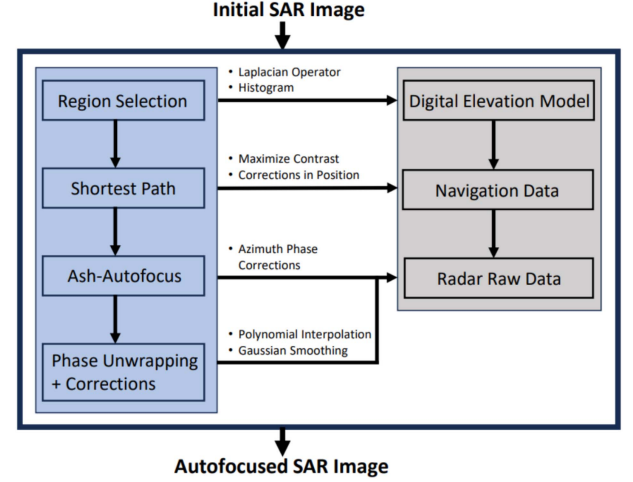 Initial SAR Image
Region Selection
• Laplacian Operator
• Histogram
Digital Elevation Model
Shortest Path
• Maximize Contrast
• Corrections in Position
Navigation Data
Ash-Autofocus
• Azimuth Phase
Corrections
Radar Raw Data
Phase Unwrapping
+ Corrections
• Polynomial Interpolation
• Gaussian Smoothing
Autofocused SAR Image